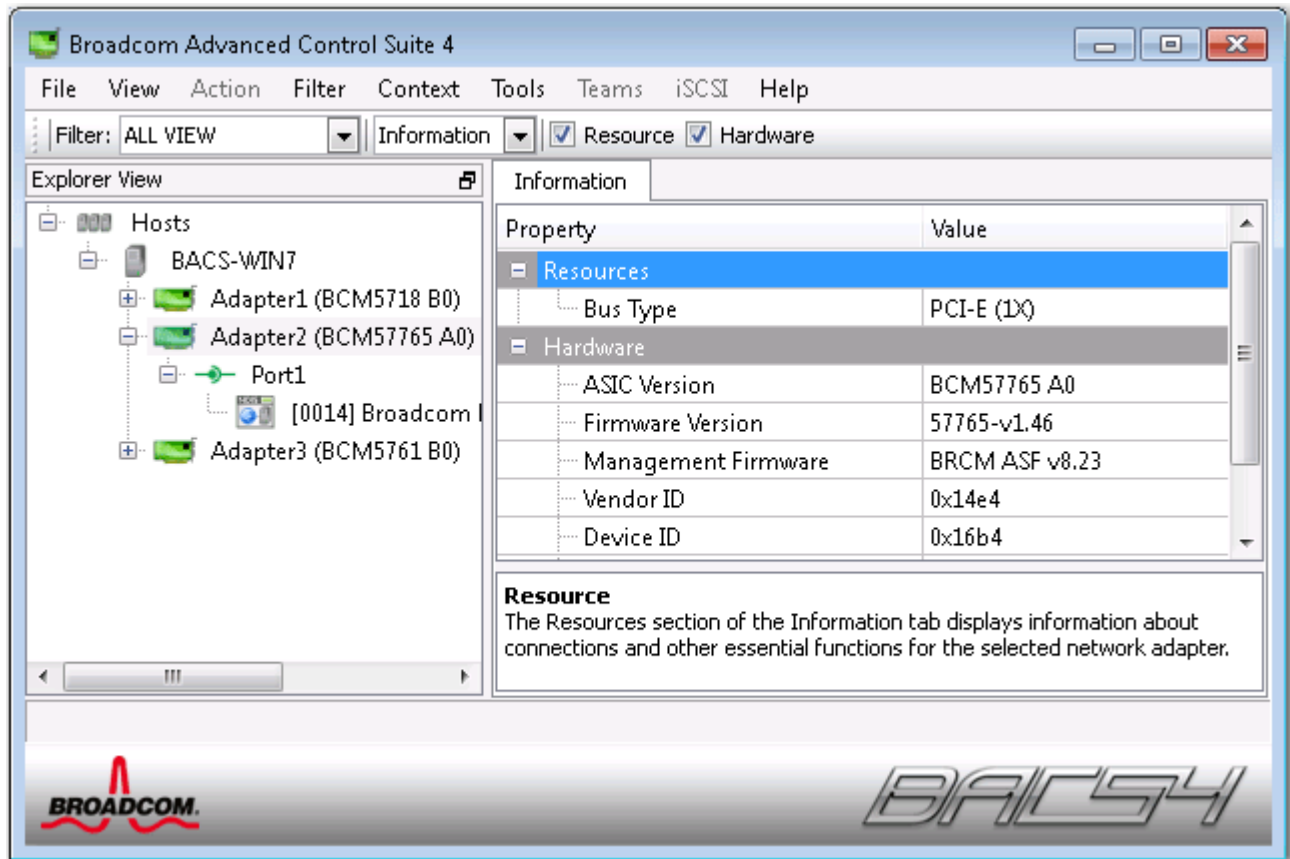 Broadcom Advanced Control Suite 4
File View Action Filter Context Tools Teams iSCSI Help
Filter: ALL VIEW Information Resource Hardware
Explorer View
Hosts
BACS-WIN7
Adapter1 (BCM5718 B0)
Adapter2 (BCM57765 A0)
Port1
[0014] Broadcom
Adapter3 (BCM5761 B0)
Information
Property Value
Resources
Bus Type PCI-E (1X)
Hardware
ASIC Version BCM57765 A0
Firmware Version 57765-v1.46
Management Firmware BRCM ASF v8.23
Vendor ID 0x14e4
Device ID 0x16b4
Resource
The Resources section of the Information tab displays information about
connections and other essential functions for the selected network adapter.
BROADCOM.
BACS4